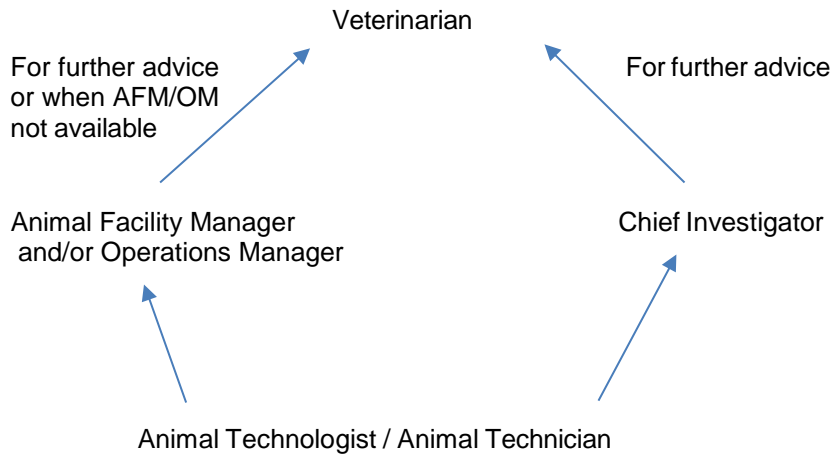 Veterinarian
For further advice
or when AFM/OM
not available
For further advice
Animal Facility Manager
and/or Operations Manager
Chief Investigator
Animal Technologist / Animal Technician